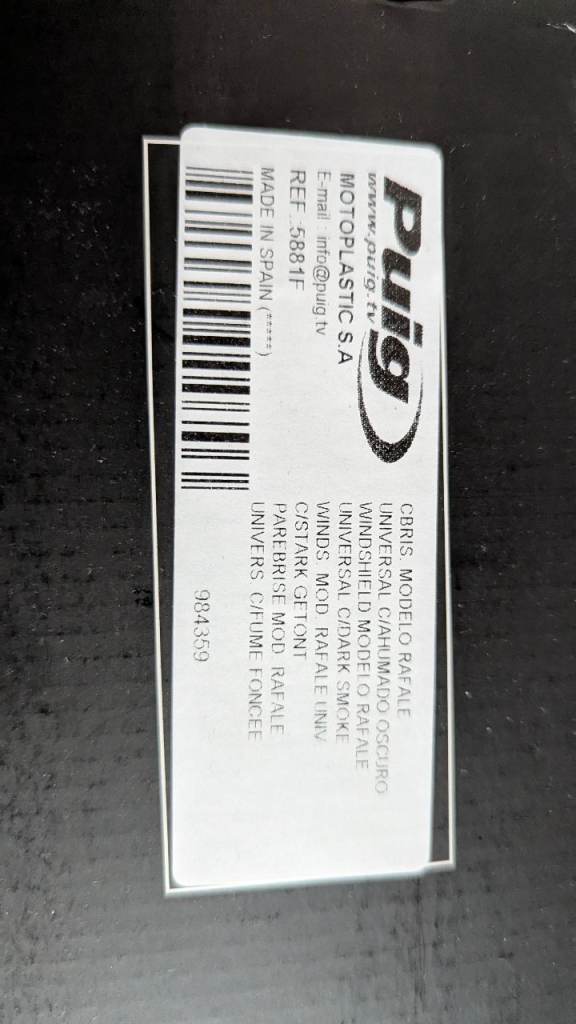 Puig
www.puig.tv
MOTOPLASTIC S.A
E-mail : info@puig.tv
REF.:5881F
MADE IN SPAIN (*****)
CBRIS. MODELO RAFALE
UNIVERSAL C/AHUMADO OSCURO
WINDSHIELD MODELO RAFALE
UNIVERSAL C/DARK SMOKE
WINDS. MOD. RAFALE UNIV.
C/STARK GETONT
PAREBRISE MOD. RAFALE
UNIVERS. C/FUME FONCEE
984359